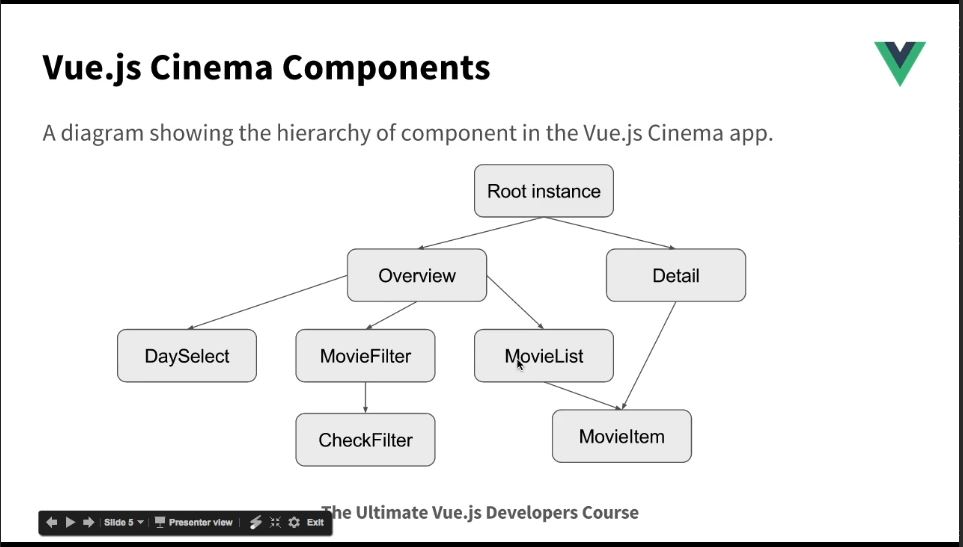 Vue.js Cinema Components
A diagram showing the hierarchy of component in the Vue.js Cinema app.
Root instance
Overview
Detail
DaySelect
MovieFilter
MovieList
CheckFilter
MovieItem
The Ultimate Vue.js Developers Course
Slide 5
Presenter view
Exit